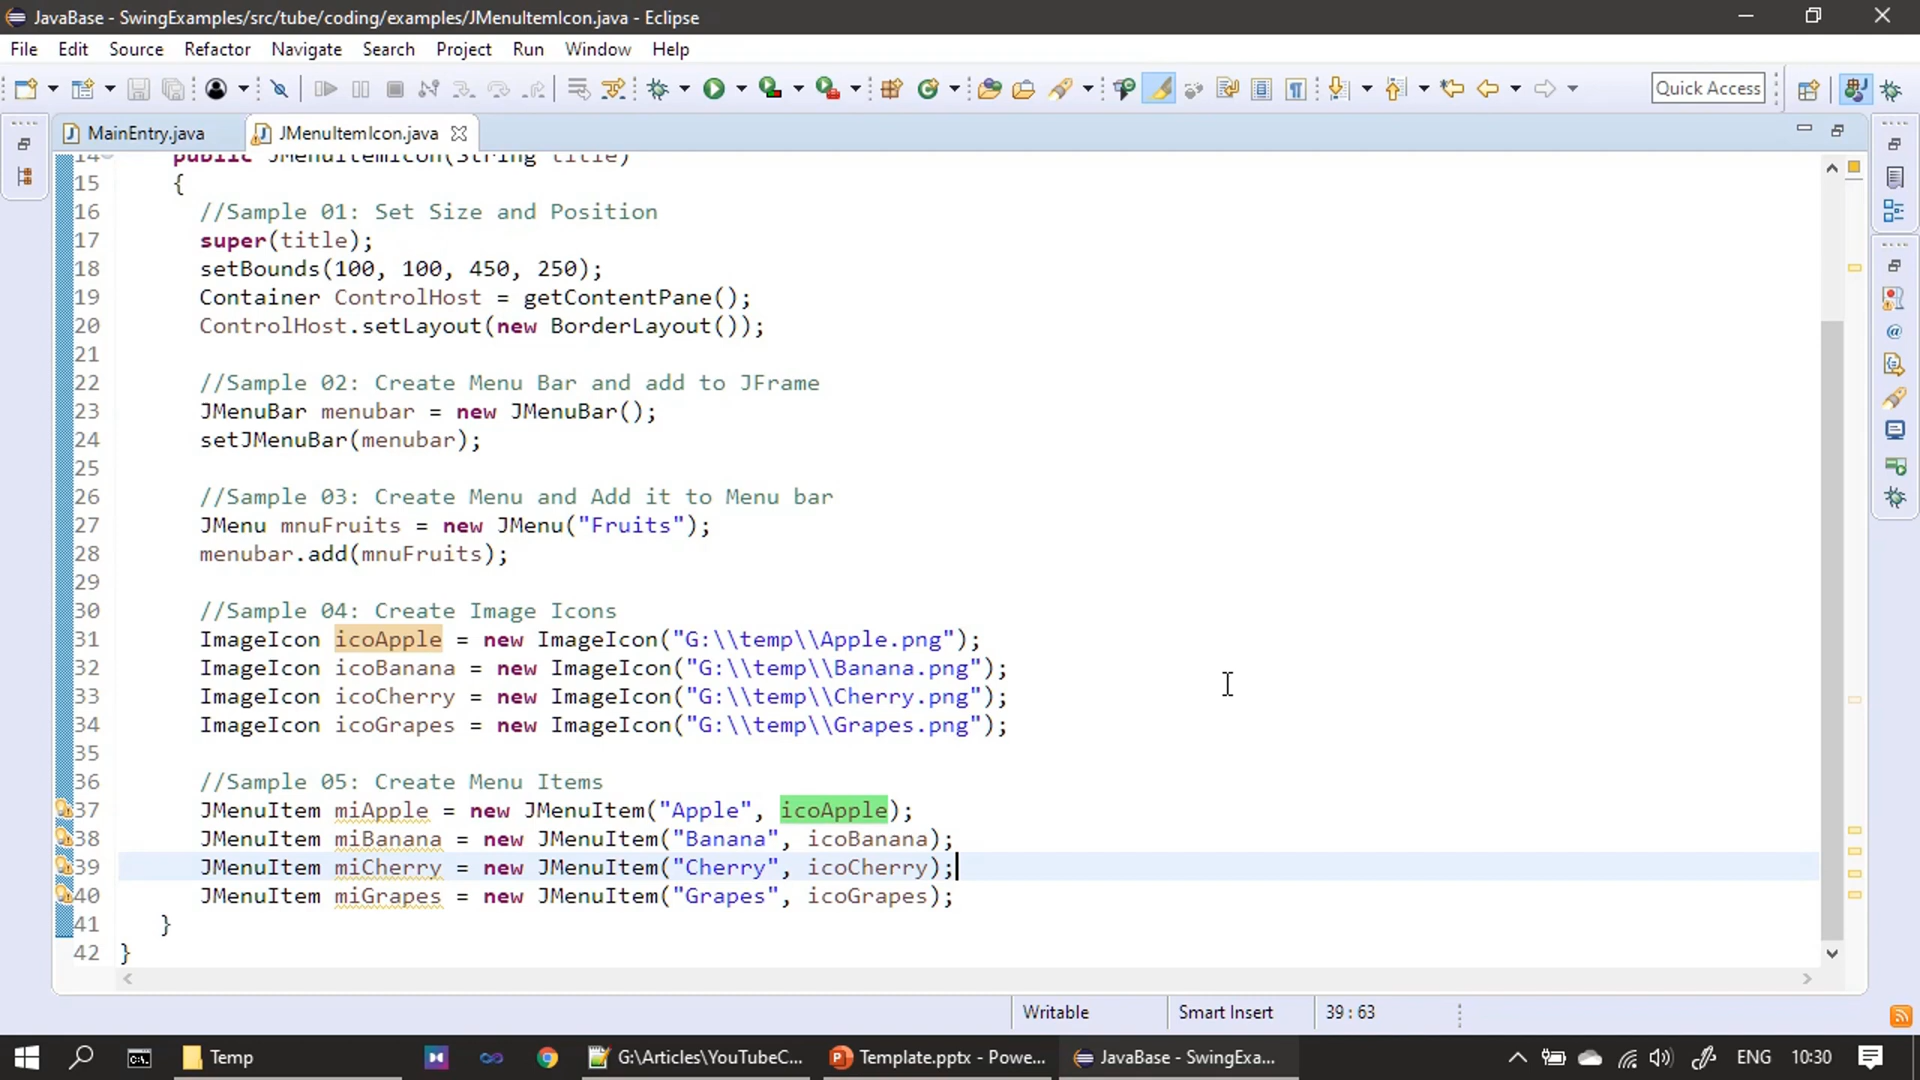 JavaBase - SwingExamples/src/tube/coding/examples/JMenuItemIcon.java - Eclipse
File Edit Source Refactor Navigate Search Run Project Window Help
Quick Access
MainEntry.java JMenuItemIcon.java
14 public JMenuItemIcon(String title)
15 {
16 //Sample 01: Set Size and Position
17 super(title);
18 setBounds(100, 100, 450, 250);
19 Container ControlHost = getContentPane();
20 ControlHost.setLayout(new BorderLayout());
21
22 //Sample 02: Create Menu Bar and add to JFrame
23 JMenuBar menubar = new JMenuBar();
24 setJMenuBar(menubar);
25
26 //Sample 03: Create Menu and Add it to Menu bar
27 JMenu mnuFruits = new JMenu("Fruits");
28 menubar.add(mnuFruits);
29
30 //Sample 04: Create Image Icons
31 ImageIcon icoApple = new ImageIcon("G:\\temp\\Apple.png");
32 ImageIcon icoBanana = new ImageIcon("G:\\temp\\Banana.png");
33 ImageIcon icoCherry = new ImageIcon("G:\\temp\\Cherry.png");
34 ImageIcon icoGrapes = new ImageIcon("G:\\temp\\Grapes.png");
35
36 //Sample 05: Create Menu Items
37 JMenuItem miApple = new JMenuItem("Apple", icoApple);
38 JMenuItem miBanana = new JMenuItem("Banana", icoBanana);
39 JMenuItem miCherry = new JMenuItem("Cherry", icoCherry);
40 JMenuItem miGrapes = new JMenuItem("Grapes", icoGrapes);
41 }
42 }
Writable Smart Insert 39 : 63
Temp G:\Articles\YouTubeC... Template.pptx - Powe... JavaBase - SwingExa... ENG 10:30